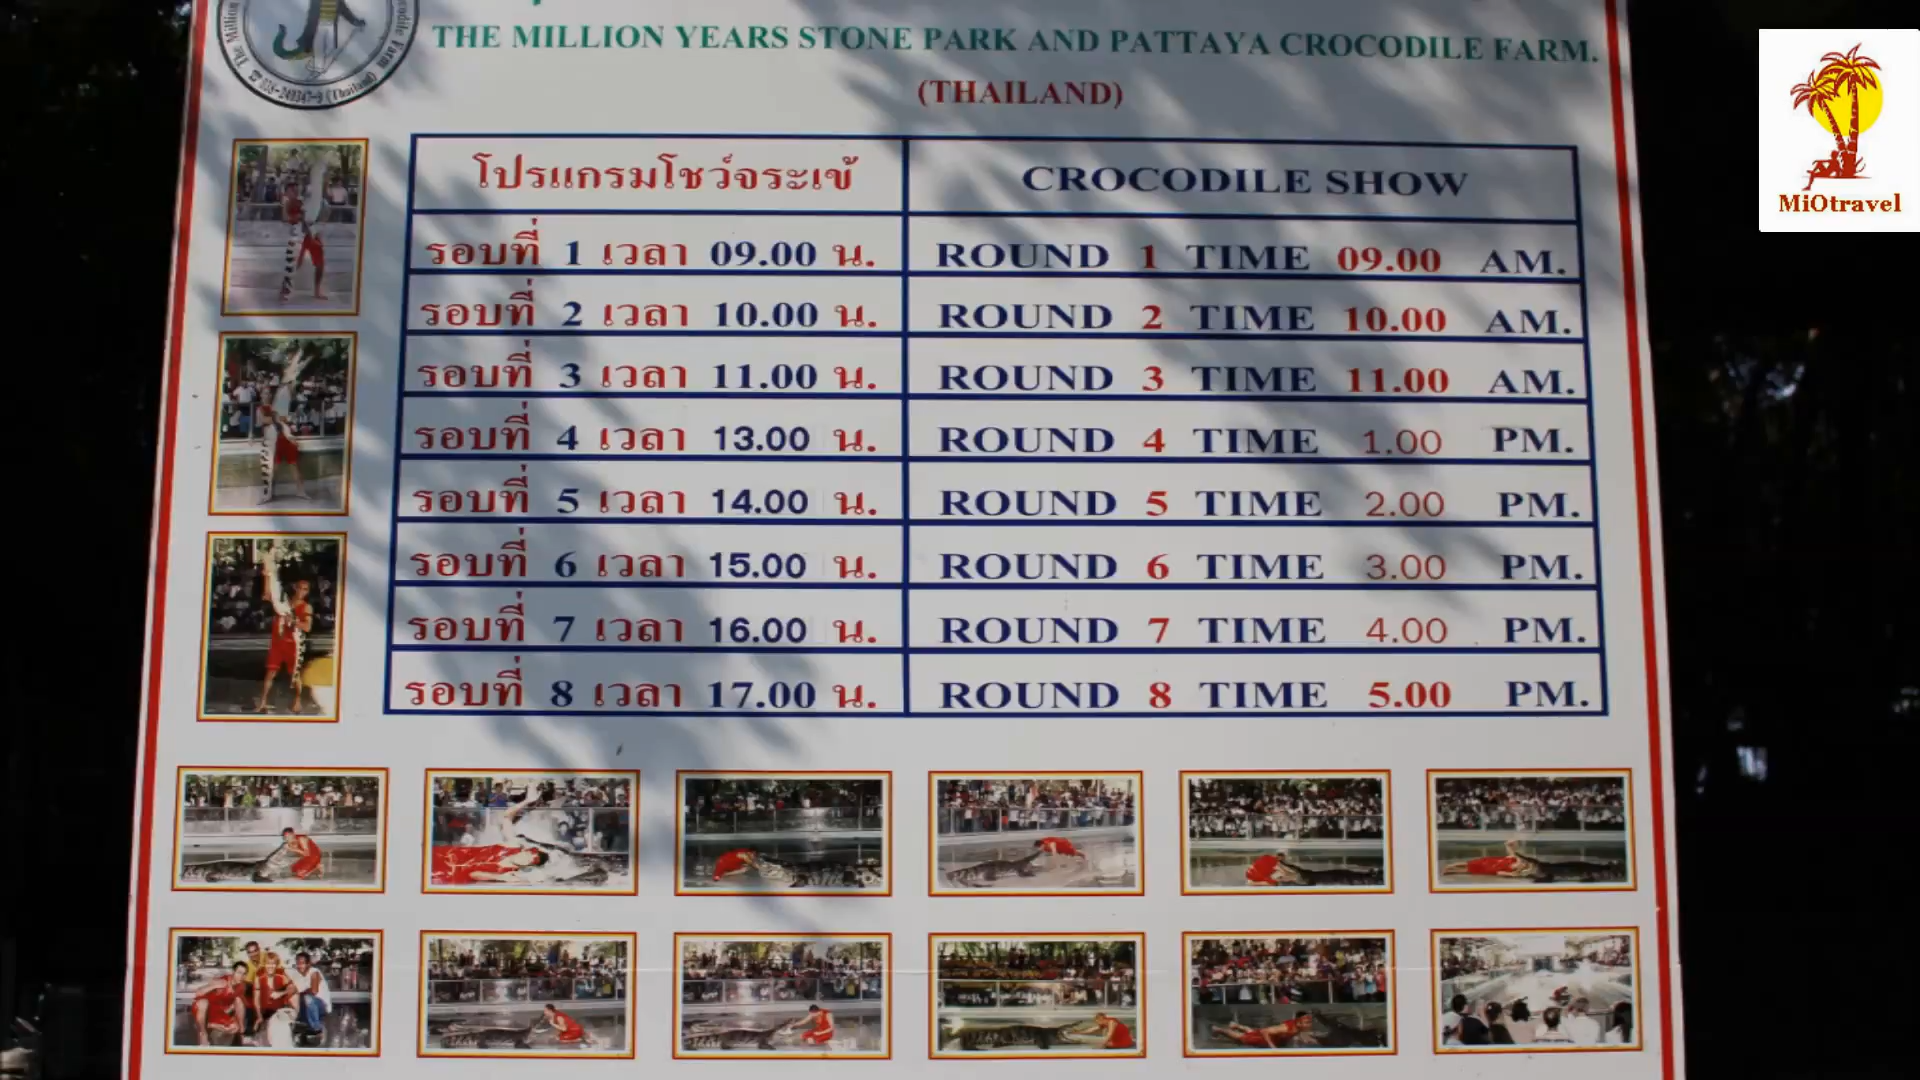 THE MILLION YEARS STONE PARK AND PATTAYA CROCODILE FARM.
(THAILAND)
MiOtravel
โปรแกรมโชว์จระเข้ CROCODILE SHOW
รอบที่ 1 เวลา 09.00 น. ROUND 1 TIME 09.00 AM.
รอบที่ 2 เวลา 10.00 น. ROUND 2 TIME 10.00 AM.
รอบที่ 3 เวลา 11.00 น. ROUND 3 TIME 11.00 AM.
รอบที่ 4 เวลา 13.00 น. ROUND 4 TIME 1.00 PM.
รอบที่ 5 เวลา 14.00 น. ROUND 5 TIME 2.00 PM.
รอบที่ 6 เวลา 15.00 น. ROUND 6 TIME 3.00 PM.
รอบที่ 7 เวลา 16.00 น. ROUND 7 TIME 4.00 PM.
รอบที่ 8 เวลา 17.00 น. ROUND 8 TIME 5.00 PM.